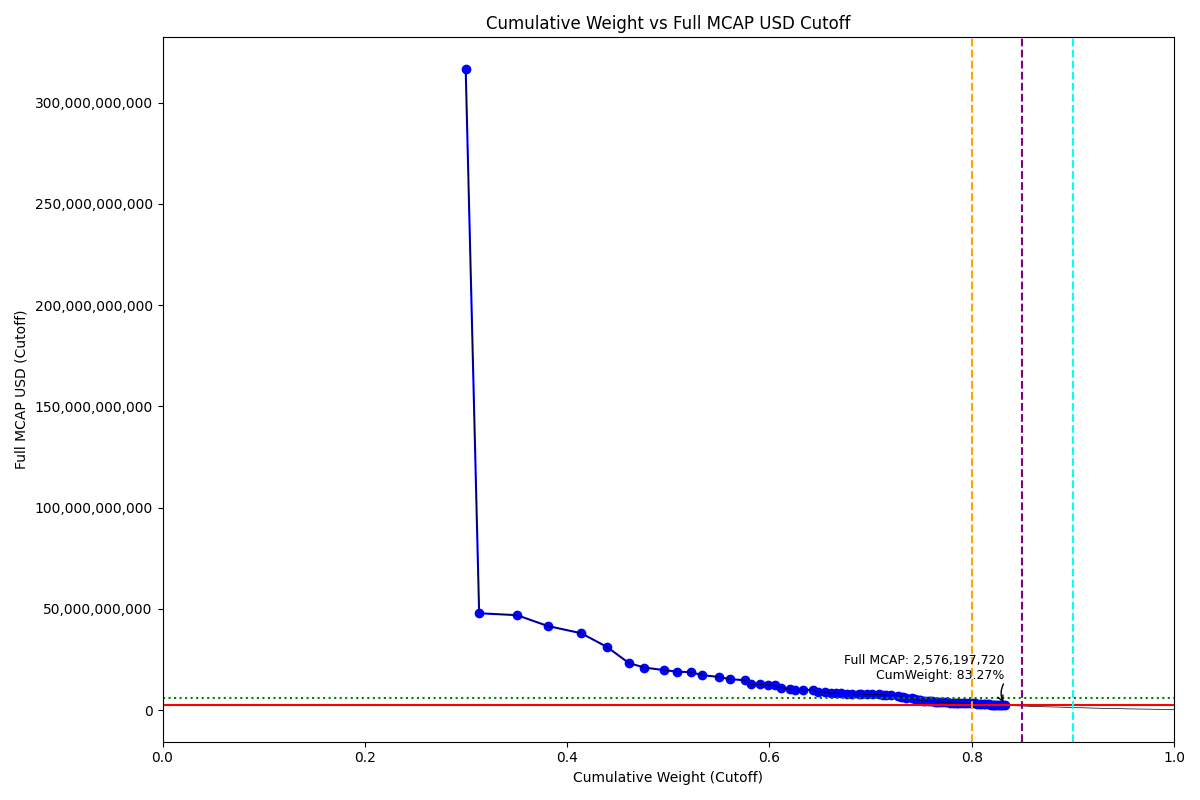 Cumulative Weight vs Full MCAP USD Cutoff
Full MCAP USD (Cutoff)
300,000,000,000
250,000,000,000
200,000,000,000
150,000,000,000
100,000,000,000
50,000,000,000
0
Full MCAP: 2,576,197,720
CumWeight: 83.27%
0.0 0.2 0.4 0.6 0.8 1.0
Cumulative Weight (Cutoff)